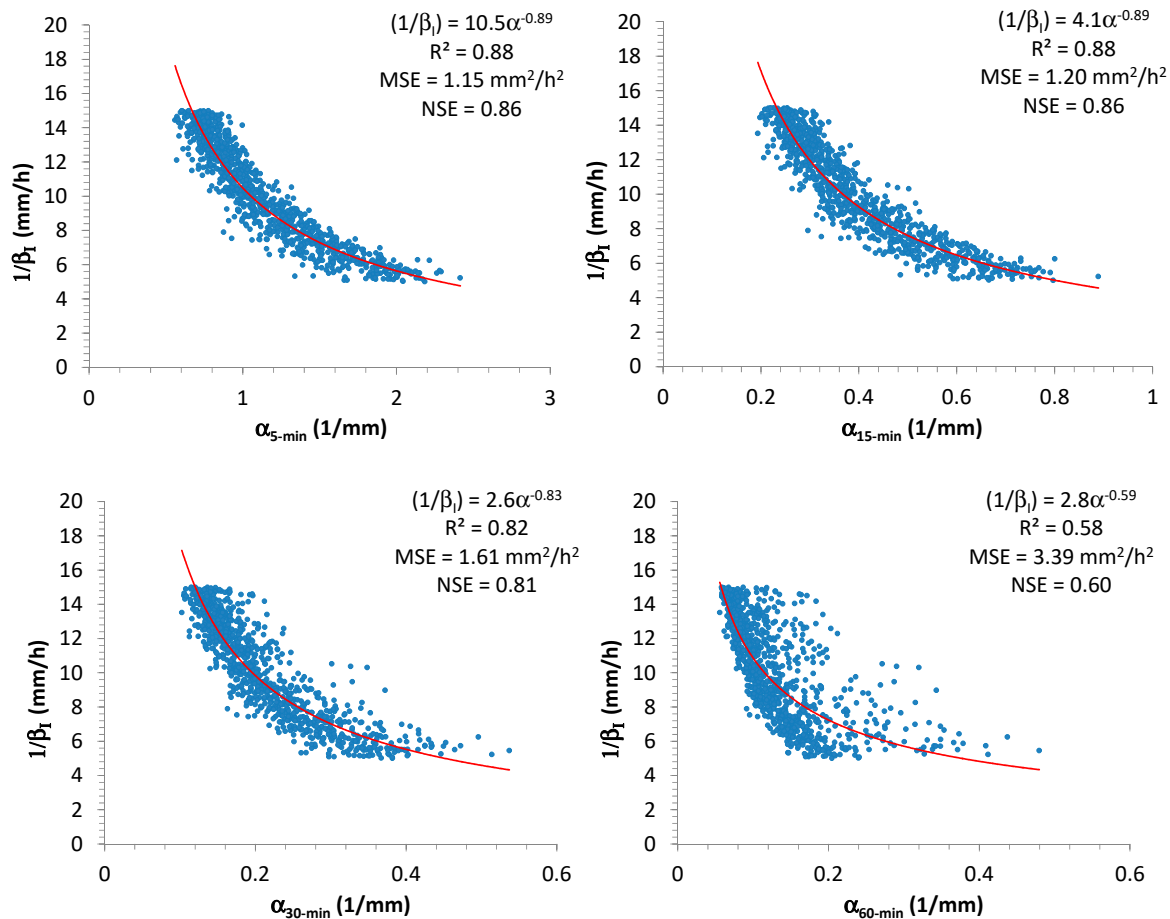 (1/βI) = 10.5α^-0.89
R² = 0.88
MSE = 1.15 mm²/h²
NSE = 0.86
20
18
16
14
12
10
8
6
4
2
0
1/βI (mm/h)
0 1 2 3
α5-min (1/mm)
(1/βI) = 4.1α^-0.89
R² = 0.88
MSE = 1.20 mm²/h²
NSE = 0.86
20
18
16
14
12
10
8
6
4
2
0
1/βI (mm/h)
0 0.2 0.4 0.6 0.8 1
α15-min (1/mm)
(1/βI) = 2.6α^-0.83
R² = 0.82
MSE = 1.61 mm²/h²
NSE = 0.81
20
18
16
14
12
10
8
6
4
2
0
1/βI (mm/h)
0 0.2 0.4 0.6
α30-min (1/mm)
(1/βI) = 2.8α^-0.59
R² = 0.58
MSE = 3.39 mm²/h²
NSE = 0.60
20
18
16
14
12
10
8
6
4
2
0
1/βI (mm/h)
0 0.2 0.4 0.6
α60-min (1/mm)